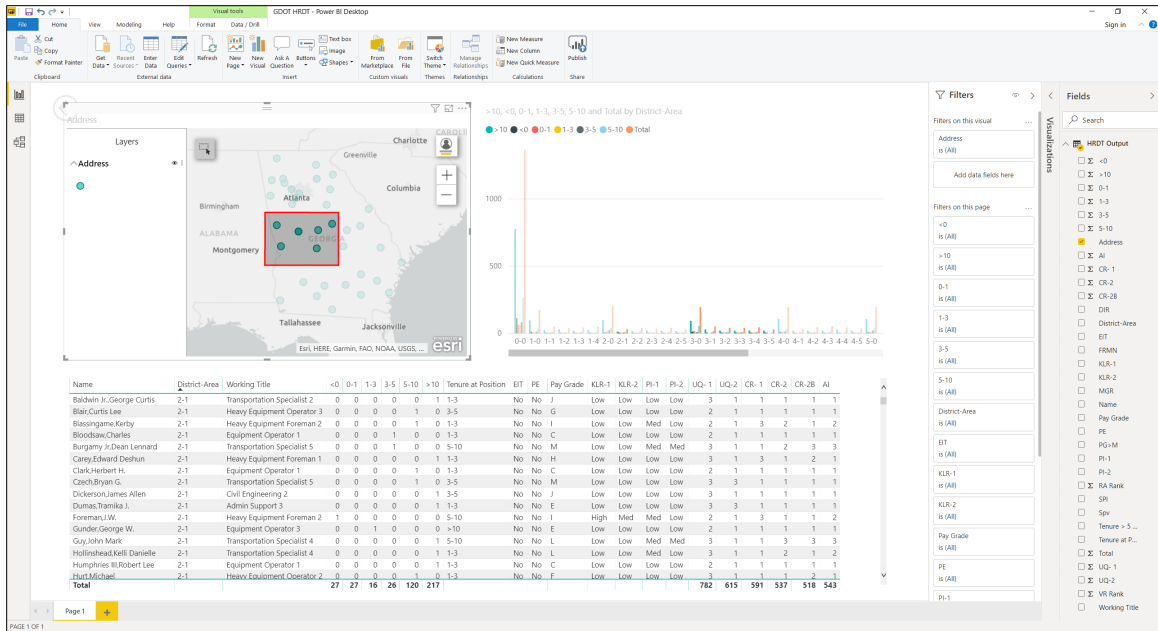 Visual tools
GDOT HRDT - Power BI Desktop
File Home View Modeling Help Format Data / Drill Sign in
Paste
Cut
Copy
Format Painter
Get Data
Recent Sources
Enter Data
Edit Queries
Refresh
New Page
New Visual
Ask A Question
Buttons
Text box
Image
Shapes
From Marketplace
From File
Switch Theme
Manage Relationships
New Measure
New Column
New Quick Measure
Publish
Clipboard External data Insert Custom visuals Themes Relationships Calculations Share
Address
Layers
Address
CAROLI
Charlotte
Greenville
Columbia
Atlanta
Birmingham
ALABAMA
GEORGIA
Montgomery
Tallahassee
Jacksonville
Esri, HERE, Garmin, FAO, NOAA, USGS, ...
POWERED BY
esri
>10, <0, 0-1, 1-3, 3-5, 5-10 and Total by District-Area
>10 <0 0-1 1-3 3-5 5-10 Total
1000
500
0
0-0 1-0 1-1 1-2 1-3 1-4 2-0 2-1 2-2 2-3 2-4 2-5 3-0 3-1 3-2 3-3 3-4 3-5 4-0 4-1 4-2 4-3 4-4 4-5 5-0
Name District-Area Working Title <0 0-1 1-3 3-5 5-10 >10 Tenure at Position EIT PE Pay Grade KLR-1 KLR-2 PI-1 PI-2 UQ- 1 UQ-2 CR- 1 CR-2 CR-2B AI
Baldwin Jr.,George Curtis 2-1 Transportation Specialist 2 0 0 0 0 0 1 1-3 No No J Low Low Low Low 3 1 1 1 1 1
Blair,Curtis Lee 2-1 Heavy Equipment Operator 3 0 0 0 0 1 0 3-5 No No G Low Low Low Low 2 1 1 1 1 1
Blassingame,Kerby 2-1 Heavy Equipment Foreman 2 0 0 0 0 1 0 1-3 No No I Low Low Med Low 2 1 3 2 1 2
Bloodsaw,Charles 2-1 Equipment Operator 1 0 0 0 1 0 0 1-3 No No C Low Low Low Low 2 1 1 1 1 1
Burgamy Jr,Dean Lennard 2-1 Transportation Specialist 5 0 0 0 1 0 0 5-10 No No M Low Low Med Med 3 1 1 2 3 3
Carey,Edward Deshun 2-1 Heavy Equipment Foreman 1 0 0 0 0 0 1 1-3 No No H Low Low Low Low 3 1 3 1 2 1
Clark,Herbert H. 2-1 Equipment Operator 1 0 0 0 0 1 0 1-3 No No C Low Low Low Low 2 1 1 1 1 1
Czech,Bryan G. 2-1 Transportation Specialist 5 0 0 0 0 1 0 3-5 No No M Low Low Low Low 3 3 1 1 1 1
Dickerson,James Allen 2-1 Civil Engineering 2 0 0 0 0 0 1 3-5 No No J Low Low Low Low 3 1 1 1 1 1
Dumas,Tramika J. 2-1 Admin Support 3 0 0 0 0 0 1 1-3 No No E Low Low Low Low 3 3 1 1 1 1
Foreman,J.W. 2-1 Heavy Equipment Foreman 2 1 0 0 0 0 0 5-10 No No I High Med Med Low 2 1 3 1 1 2
Gunder,George W. 2-1 Equipment Operator 3 0 0 1 0 0 0 >10 No No E Low Low Low Low 2 1 1 1 1 1
Guy,John Mark 2-1 Transportation Specialist 4 0 0 0 0 0 1 5-10 No No L Low Low Med Med 3 1 1 3 3 3
Hollinshead,Kelli Danielle 2-1 Transportation Specialist 4 0 0 0 0 0 1 1-3 No No L Low Low Med Low 3 1 1 2 1 2
Humphries III,Robert Lee 2-1 Equipment Operator 1 0 0 0 0 0 1 1-3 No No C Low Low Low Low 2 1 1 1 1 1
Hurt,Michael 2-1 Heavy Equipment Operator 2 0 0 0 0 1 0 1-3 No No F Low Low Low Low 3 1 1 1 2 1
Total 27 27 16 26 120 217 782 615 591 537 518 543
Filters
Filters on this visual ...
Address
is (All)
Add data fields here
Filters on this page ...
<0
is (All)
>10
is (All)
0-1
is (All)
1-3
is (All)
3-5
is (All)
5-10
is (All)
District-Area
is (All)
EIT
is (All)
KLR-1
is (All)
KLR-2
is (All)
Pay Grade
is (All)
PE
is (All)
PI-1
Visualizations
Fields
Search
HRDT Output
Σ <0
Σ >10
Σ 0-1
Σ 1-3
Σ 3-5
Σ 5-10
Address
Σ AI
Σ CR- 1
Σ CR-2
Σ CR-2B
DIR
District-Area
EIT
FRMN
KLR-1
KLR-2
MGR
Name
Pay Grade
PE
PG>M
PI-1
PI-2
Σ RA Rank
SPI
Spv
Tenure > 5 ...
Tenure at P...
Σ Total
Σ UQ- 1
Σ UQ-2
Σ VR Rank
Working Title
Page 1
PAGE 1 OF 1